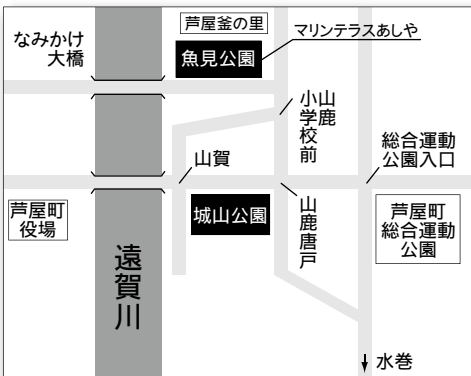 なみかけ
大橋
芦屋釜の里
魚見公園
マリンテラスあしや
山鹿
小学校前
総合運動
公園入口
山賀
芦屋町
役場
城山公園
山鹿唐戸
芦屋町
総合運動
公園
遠賀川
水巻